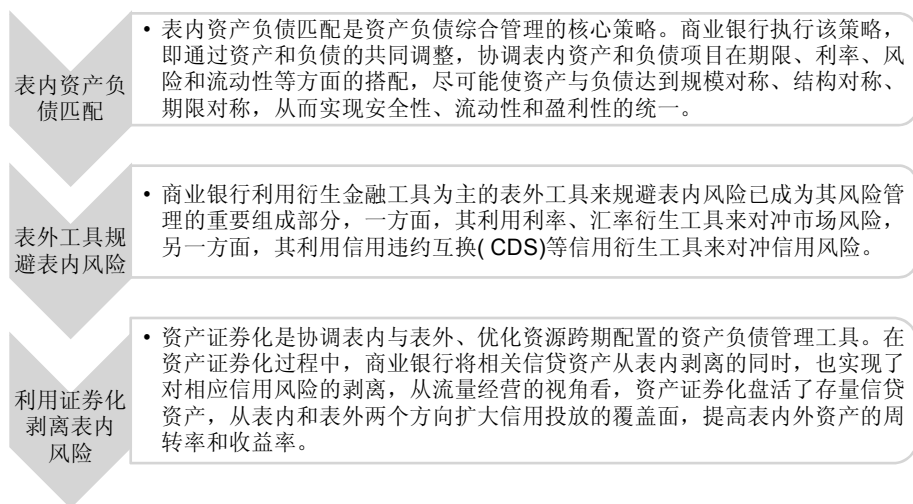 表内资产负
债匹配
• 表内资产负债匹配是资产负债综合管理的核心策略。商业银行执行该策略，
即通过资产和负债的共同调整，协调表内资产和负债项目在期限、利率、风
险和流动性等方面的搭配，尽可能使资产与负债达到规模对称、结构对称、
期限对称，从而实现安全性、流动性和盈利性的统一。
表外工具规
避表内风险
• 商业银行利用衍生金融工具为主的表外工具来规避表内风险已成为其风险管
理的重要组成部分，一方面，其利用利率、汇率衍生工具来对冲市场风险，
另一方面，其利用信用违约互换( CDS)等信用衍生工具来对冲信用风险。
利用证券化
剥离表内
风险
• 资产证券化是协调表内与表外、优化资源跨期配置的资产负债管理工具。在
资产证券化过程中，商业银行将相关信贷资产从表内剥离的同时，也实现了
对相应信用风险的剥离，从流量经营的视角看，资产证券化盘活了存量信贷
资产，从表内和表外两个方向扩大信用投放的覆盖面，提高表内外资产的周
转率和收益率。